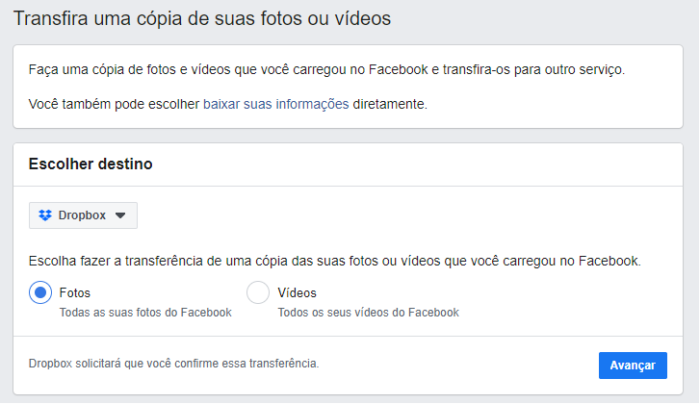 Transfira uma cópia de suas fotos ou vídeos
Faça uma cópia de fotos e vídeos que você carregou no Facebook e transfira-os para outro serviço.
Você também pode escolher baixar suas informações diretamente.
Escolher destino
Dropbox
Escolha fazer a transferência de uma cópia das suas fotos ou vídeos que você carregou no Facebook.
Fotos
Todas as suas fotos do Facebook
Vídeos
Todos os seus vídeos do Facebook
Dropbox solicitará que você confirme essa transferência.
Avançar